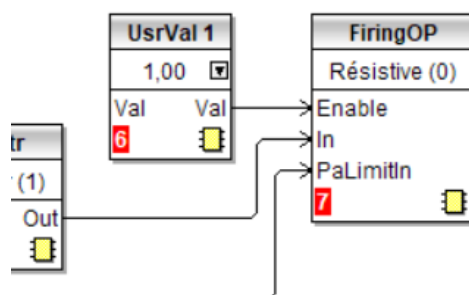 UsrVal 1
1,00
Val Val
6
FiringOP
Résistive (0)
Enable
In
PaLimitIn
7
tr
(1)
Out